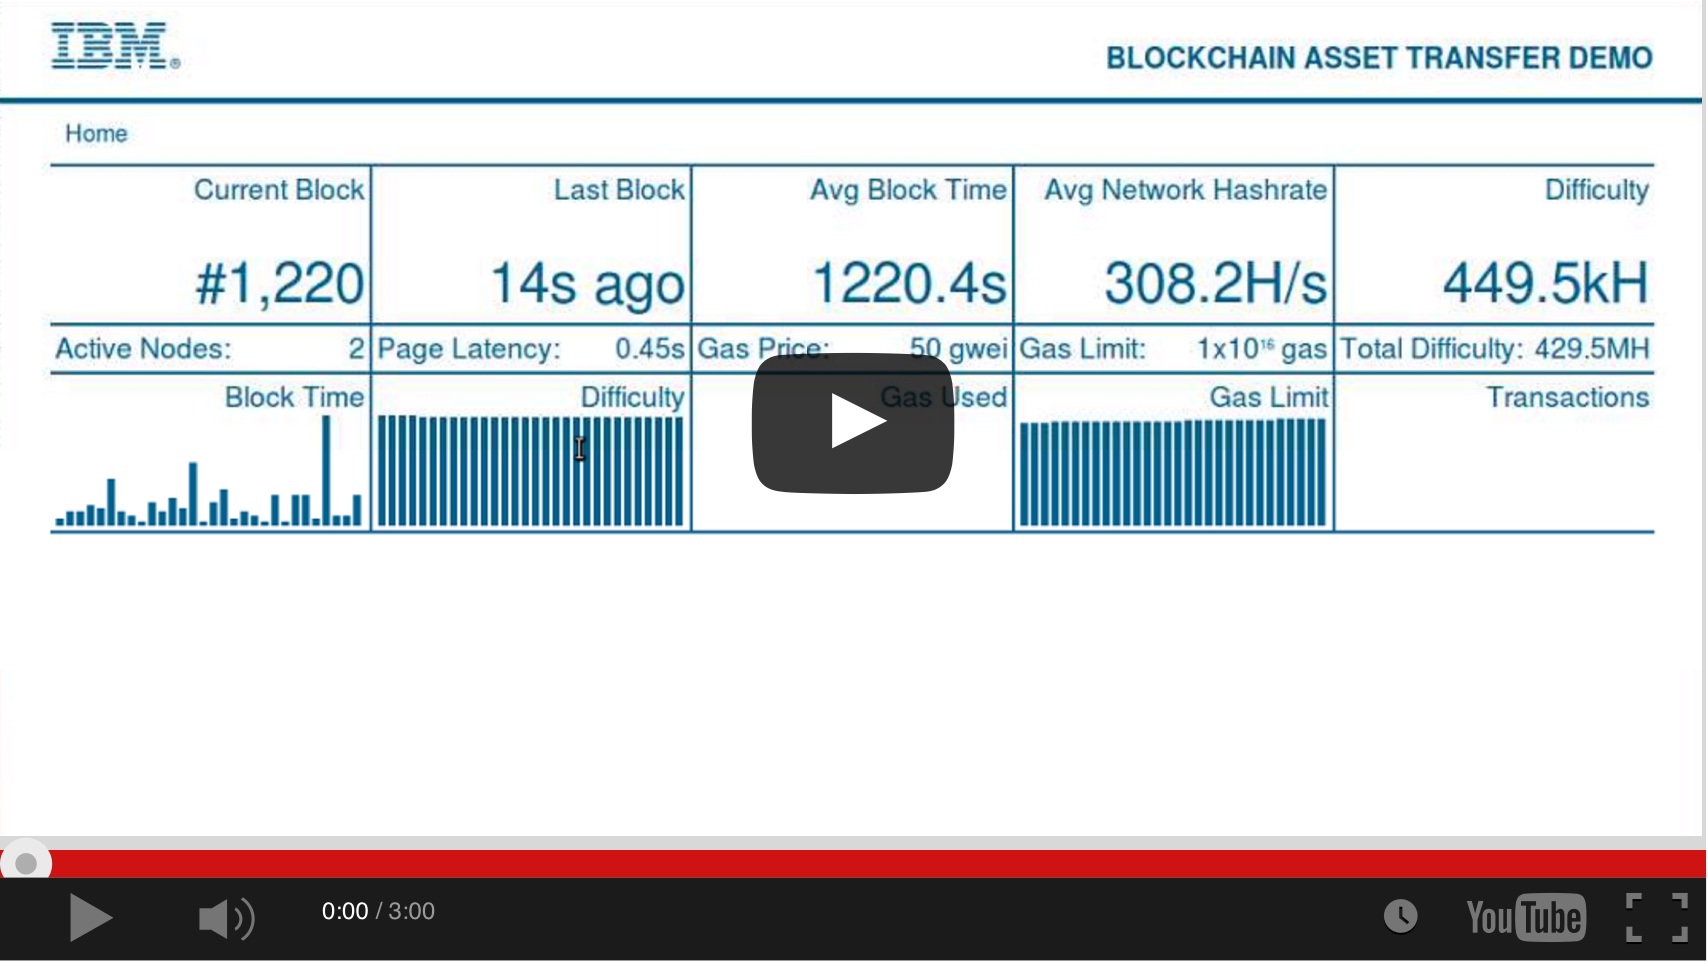 IBM®
BLOCKCHAIN ASSET TRANSFER DEMO
Home
Current Block Last Block Avg Block Time Avg Network Hashrate Difficulty
#1,220 14s ago 1220.4s 308.2H/s 449.5kH
Active Nodes: 2 Page Latency: 0.45s Gas Price: 50 gwei Gas Limit: 1x10¹⁶ gas Total Difficulty: 429.5MH
Block Time Difficulty Gas Used Gas Limit Transactions
0:00 / 3:00
YouTube